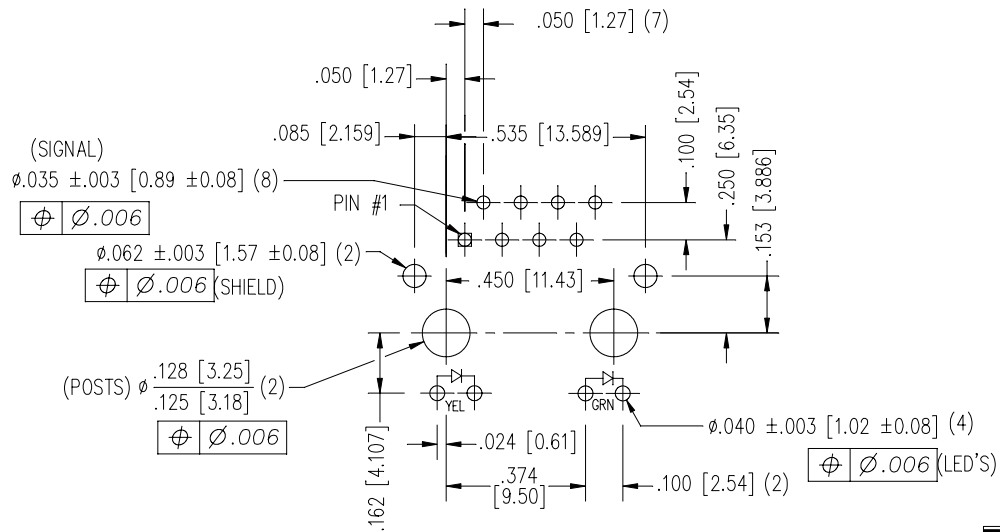 .050 [1.27] (7)
.050 [1.27]
.085 [2.159]
.535 [13.589]
.100 [2.54]
.250 [6.35]
.153 [3.886]
(SIGNAL)
ø.035 ±.003 [0.89 ±0.08] (8)
⌖ Ø.006
PIN #1
ø.062 ±.003 [1.57 ±0.08] (2)
⌖ Ø.006 (SHIELD)
.450 [11.43]
(POSTS) ø .128 [3.25] (2)
.125 [3.18]
⌖ Ø.006
YEL
GRN
.162 [4.107]
.024 [0.61]
.374
[9.50]
.100 [2.54] (2)
ø.040 ±.003 [1.02 ±0.08] (4)
⌖ Ø.006 (LED'S)